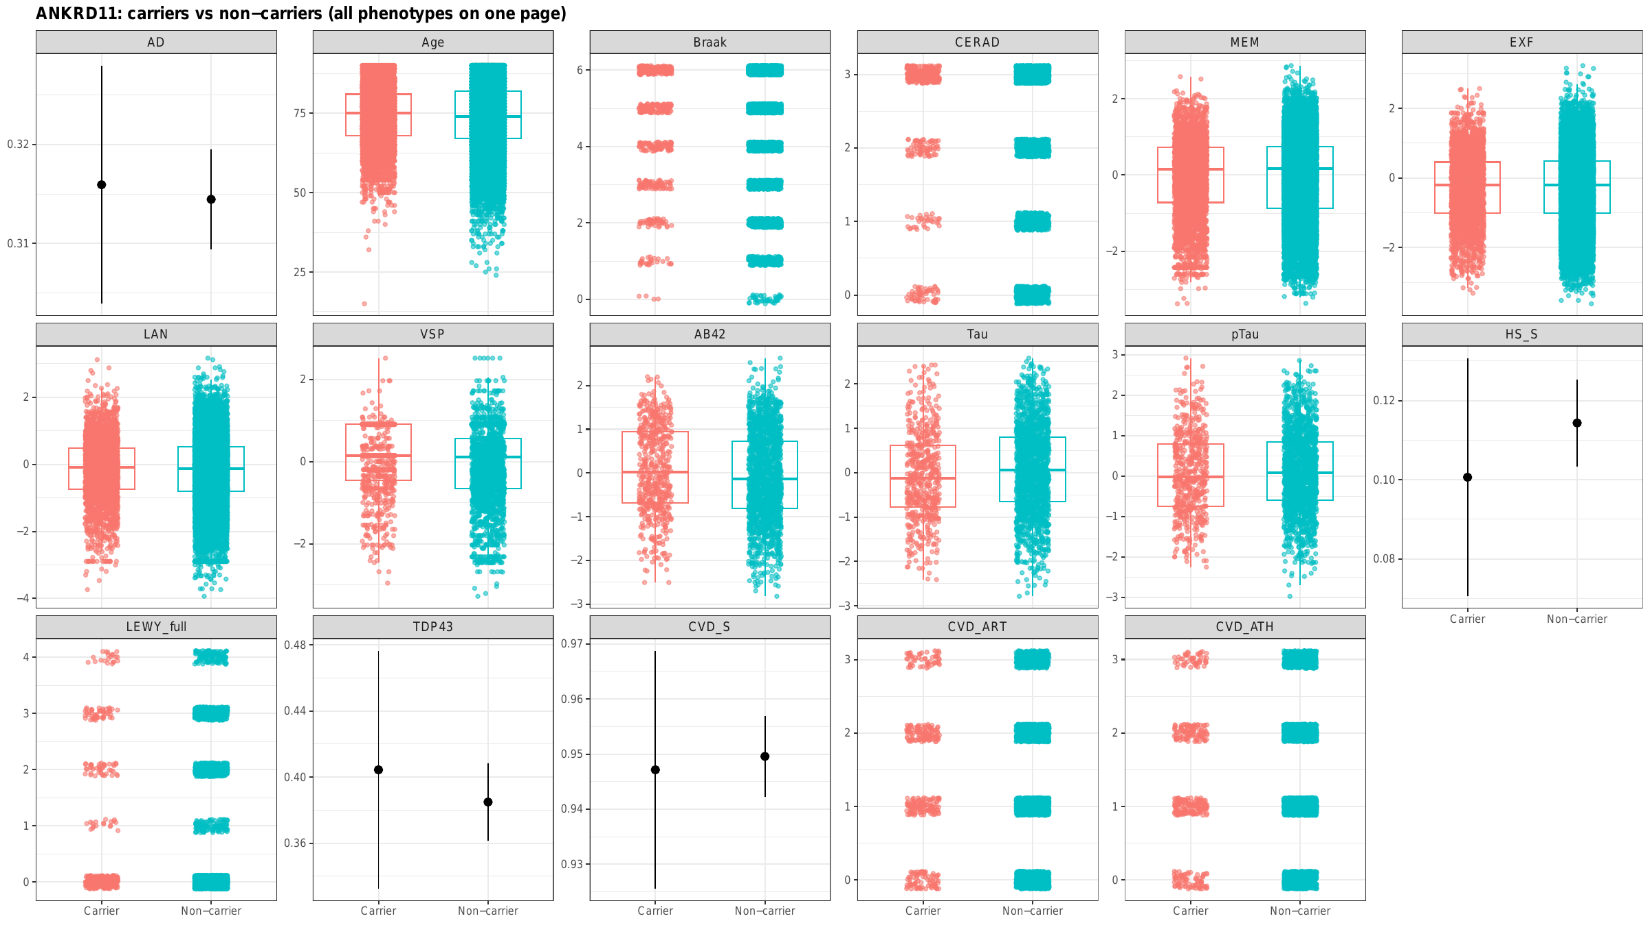 ANKRD11: carriers vs non−carriers (all phenotypes on one page)
AD
Age
Braak
CERAD
MEM
EXF
0.32
0.31
75
50
25
6
4
2
0
3
2
1
0
2
0
−2
2
0
−2
LAN
VSP
AB42
Tau
pTau
HS_S
2
0
−2
−4
2
0
−2
2
1
0
−1
−2
−3
2
1
0
−1
−2
−3
3
2
1
0
−1
−2
−3
0.12
0.10
0.08
Carrier
Non−carrier
LEWY_full
TDP43
CVD_S
CVD_ART
CVD_ATH
4
3
2
1
0
0.48
0.44
0.40
0.36
0.97
0.96
0.95
0.94
0.93
3
2
1
0
3
2
1
0
Carrier
Non−carrier
Carrier
Non−carrier
Carrier
Non−carrier
Carrier
Non−carrier
Carrier
Non−carrier